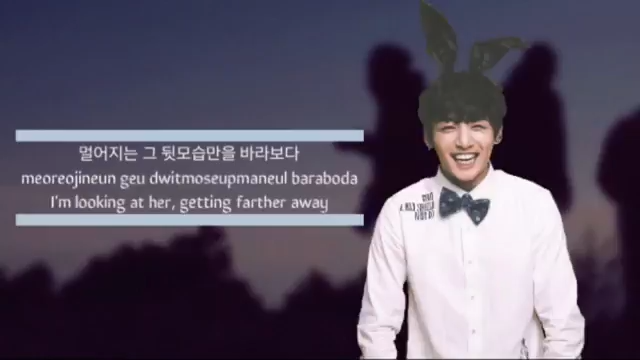 멀어지는 그 뒷모습만을 바라보다
meoreojineun geu dwitmoseupmaneul baraboda
I'm looking at her, getting farther away